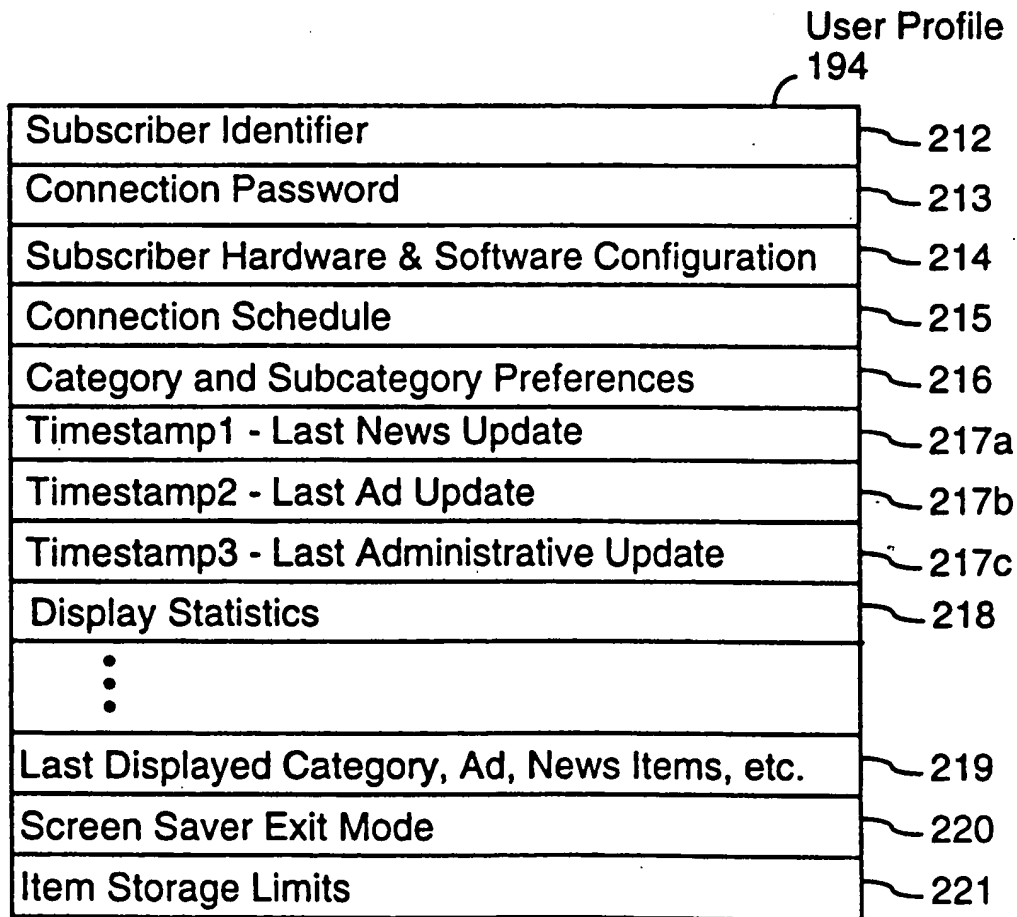 User Profile
194
Subscriber Identifier 212
Connection Password 213
Subscriber Hardware & Software Configuration 214
Connection Schedule 215
Category and Subcategory Preferences 216
Timestamp1 - Last News Update 217a
Timestamp2 - Last Ad Update 217b
Timestamp3 - Last Administrative Update 217c
Display Statistics 218
Last Displayed Category, Ad, News Items, etc. 219
Screen Saver Exit Mode 220
Item Storage Limits 221